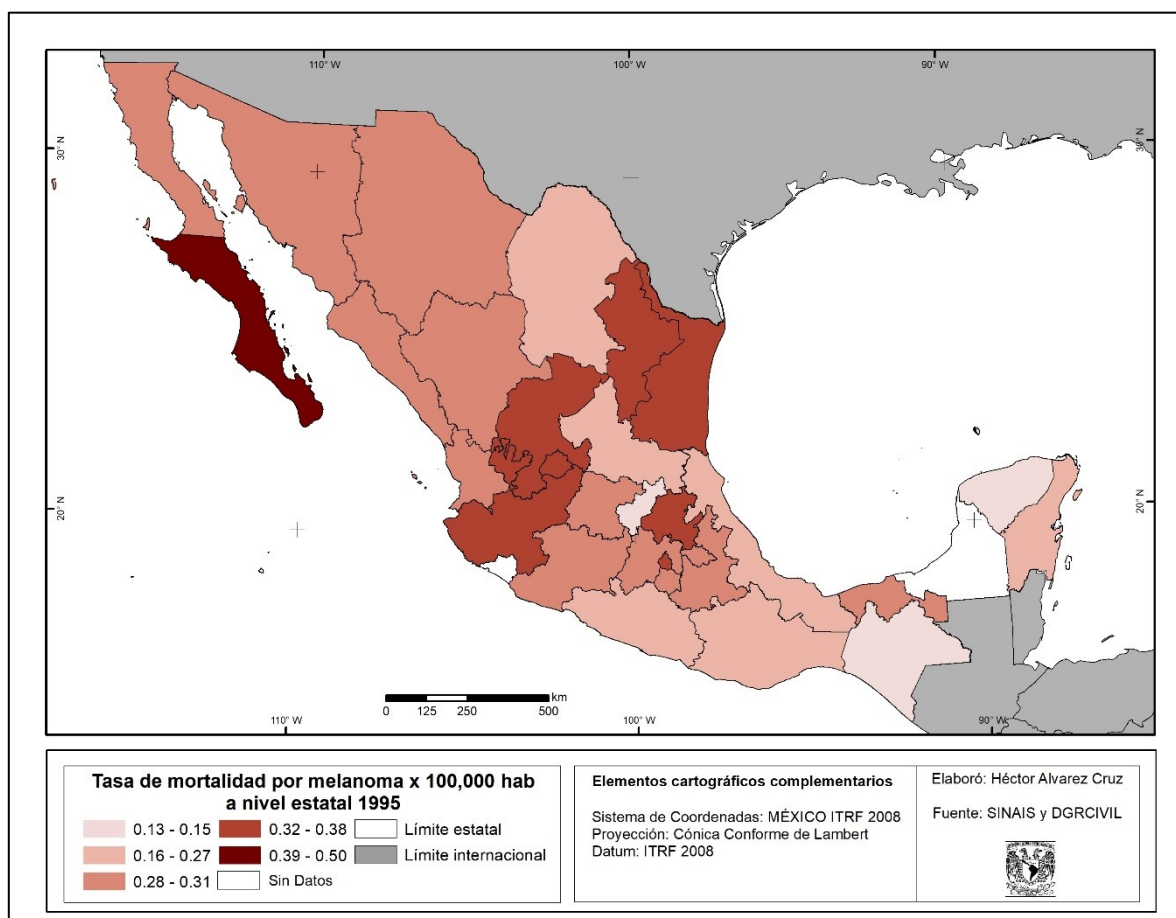 110° W
100° W
90° W
30° N
30° N
20° N
20° N
km
0 125 250 500
110° W
100° W
90° W
Tasa de mortalidad por melanoma x 100,000 hab
a nivel estatal 1995
0.13 - 0.15
0.32 - 0.38
Límite estatal
0.16 - 0.27
0.39 - 0.50
Límite internacional
0.28 - 0.31
Sin Datos
Elementos cartográficos complementarios
Sistema de Coordenadas: MÉXICO ITRF 2008
Proyección: Cónica Conforme de Lambert
Datum: ITRF 2008
Elaboró: Héctor Alvarez Cruz
Fuente: SINAIS y DGRCIVIL